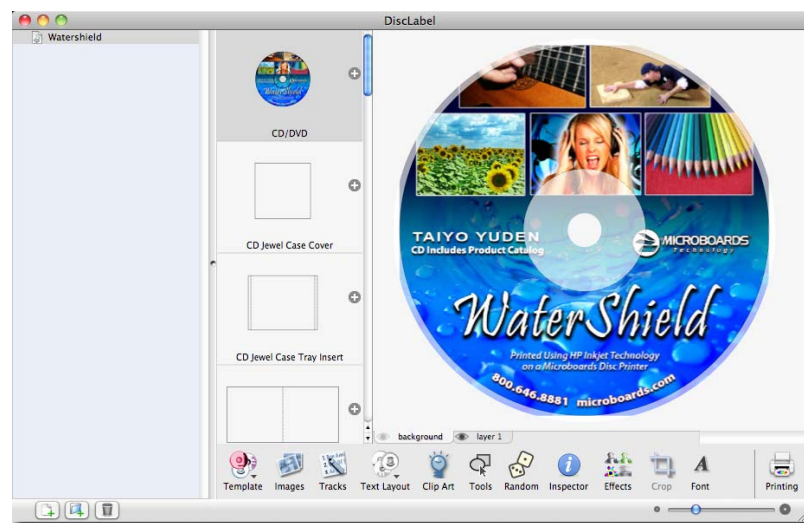 DiscLabel
Watershield
CD/DVD
CD Jewel Case Cover
CD Jewel Case Tray Insert
TAIYO YUDEN
CD Includes Product Catalog
MICROBOARDS
Technology
WaterShield
Printed Using HP Inkjet Technology
on a Microboards Disc Printer
800.646.8881 microboards.com
background
layer 1
Template
Images
Tracks
Text Layout
Clip Art
Tools
Random
Inspector
Effects
Crop
Font
Printing